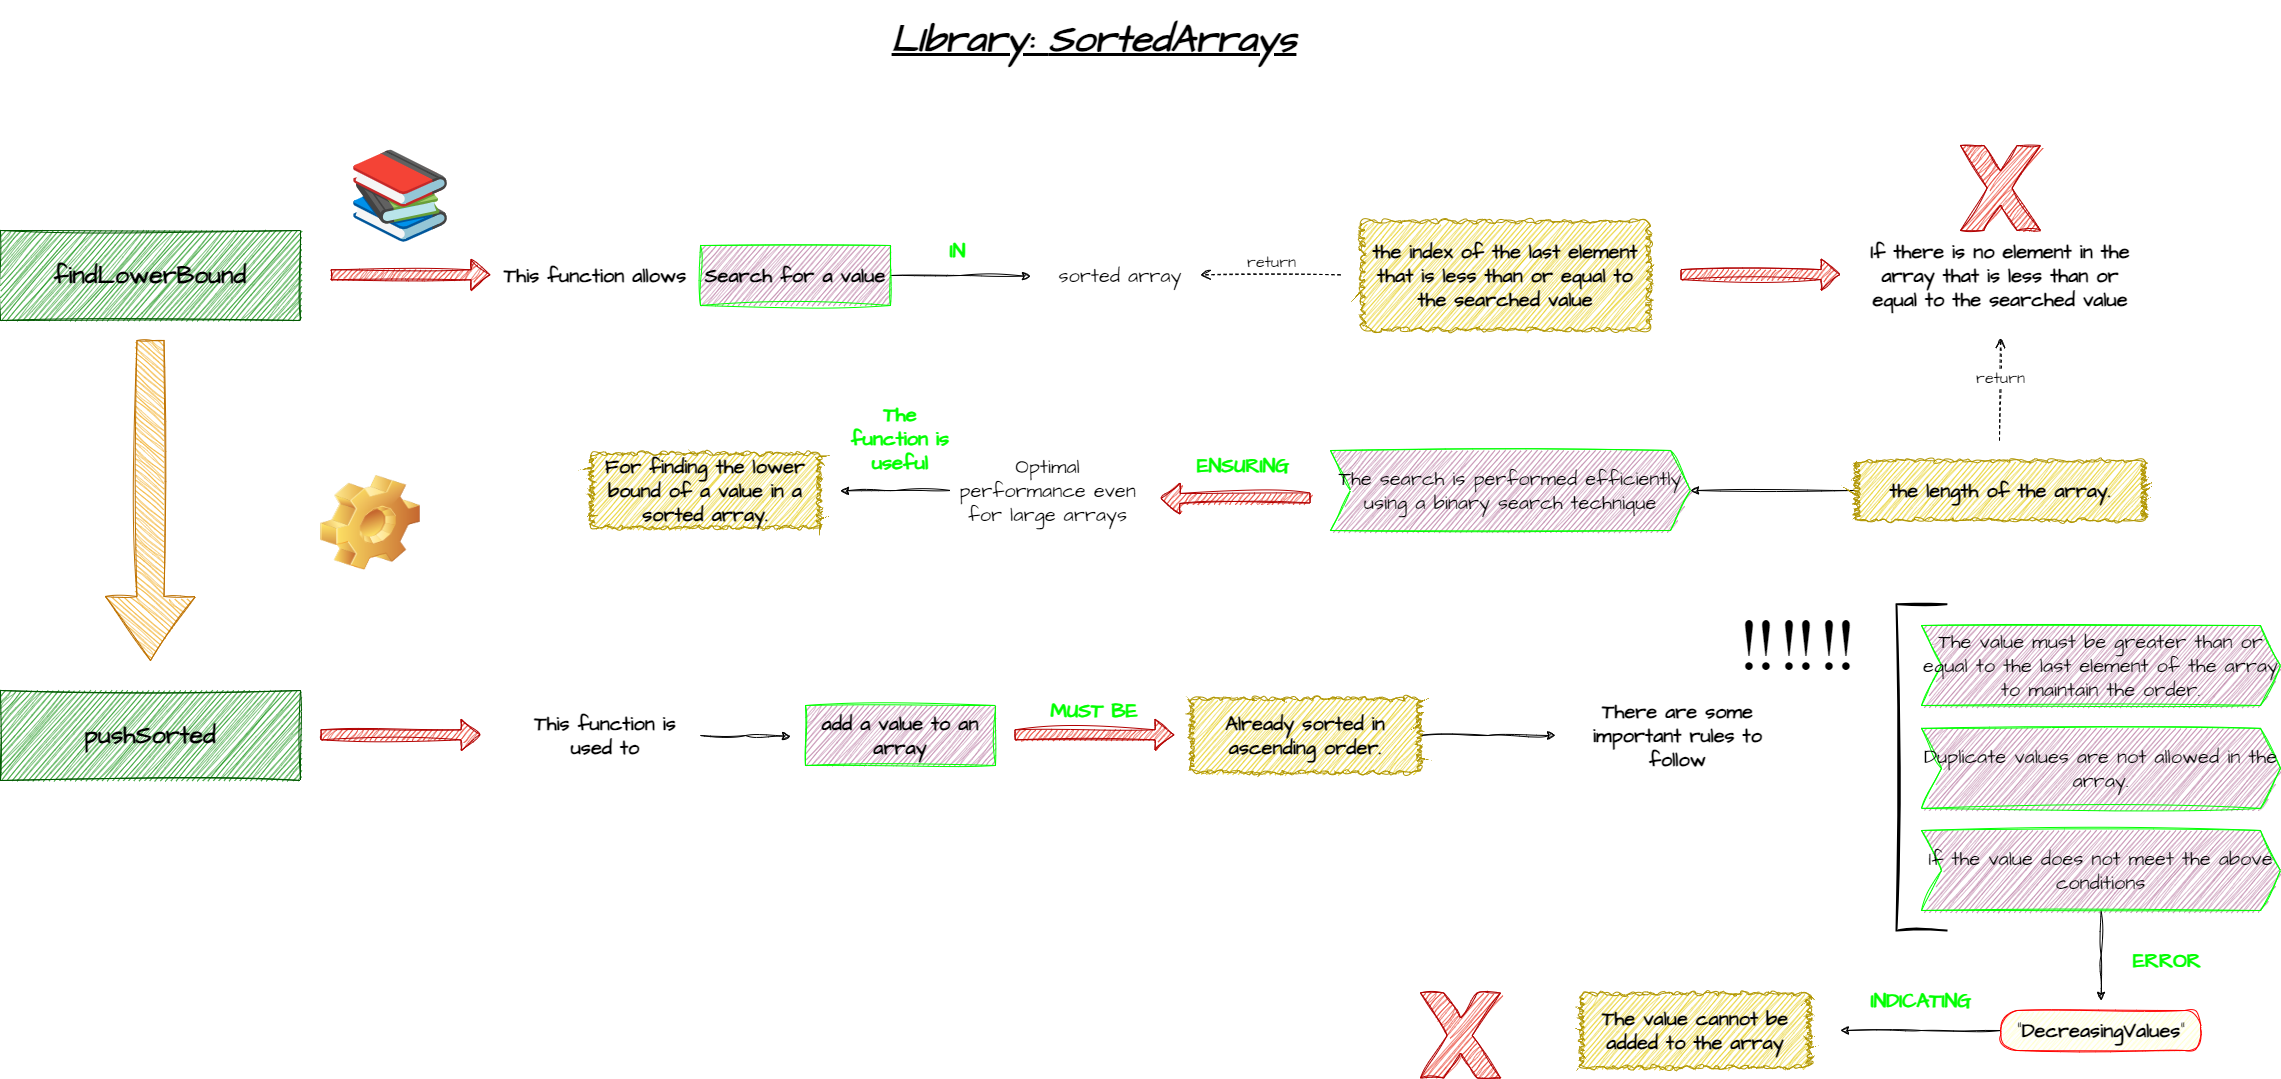 LIbrary: SortedArrays
findLowerBound
This function allows
Search for a value
IN
sorted array
return
the index of the last element
that is less than or equal to
the searched value
If there is no element in the
array that is less than or
equal to the searched value
return
the length of the array.
The search is performed efficiently
using a binary search technique
ENSURING
Optimal
performance even
for large arrays
The
function is
useful
For finding the lower
bound of a value in a
sorted array.
pushSorted
This function is
used to
add a value to an
array
MUST BE
Already sorted in
ascending order.
There are some
important rules to
follow
!! !! !!
The value must be greater than or
equal to the last element of the array
to maintain the order.
Duplicate values are not allowed in the
array.
If the value does not meet the above
conditions
ERROR
"DecreasingValues"
INDICATING
The value cannot be
added to the array